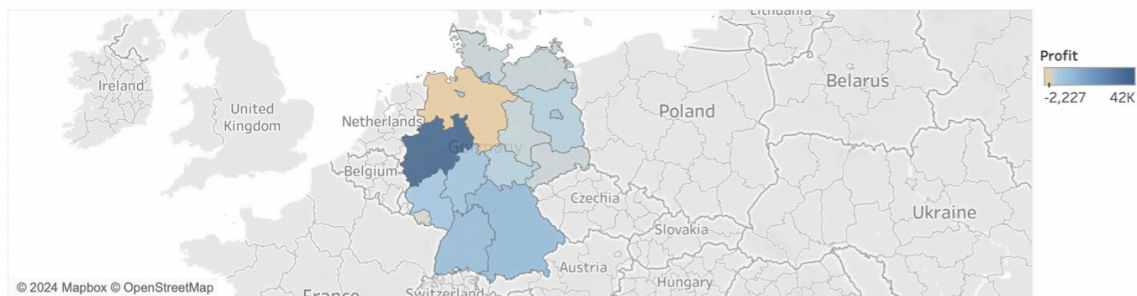 Lithuania
Ireland
United
Kingdom
Netherlands
Belgium
Germany
Poland
Belarus
Czechia
Slovakia
Ukraine
Austria
Hungary
France
Switzerland
© 2024 Mapbox © OpenStreetMap
Profit
-2,227 42K